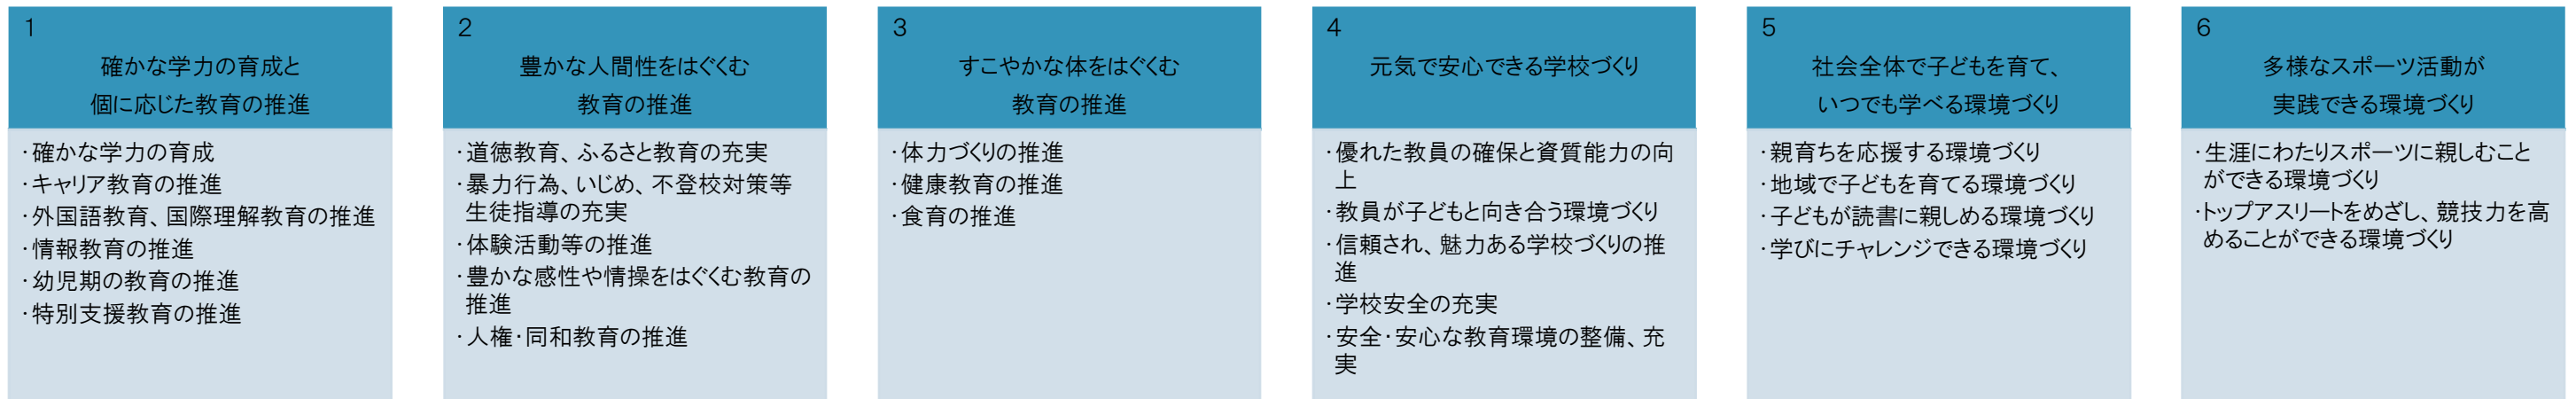 1
確かな学力の育成と
個に応じた教育の推進
・確かな学力の育成
・キャリア教育の推進
・外国語教育、国際理解教育の推進
・情報教育の推進
・幼児期の教育の推進
・特別支援教育の推進
2
豊かな人間性をはぐくむ
教育の推進
・道徳教育、ふるさと教育の充実
・暴力行為、いじめ、不登校対策等
生徒指導の充実
・体験活動等の推進
・豊かな感性や情操をはぐくむ教育の
推進
・人権・同和教育の推進
3
すこやかな体をはぐくむ
教育の推進
・体力づくりの推進
・健康教育の推進
・食育の推進
4
元気で安心できる学校づくり
・優れた教員の確保と資質能力の向
上
・教員が子どもと向き合う環境づくり
・信頼され、魅力ある学校づくりの推
進
・学校安全の充実
・安全・安心な教育環境の整備、充
実
5
社会全体で子どもを育て、
いつでも学べる環境づくり
・親育ちを応援する環境づくり
・地域で子どもを育てる環境づくり
・子どもが読書に親しめる環境づくり
・学びにチャレンジできる環境づくり
6
多様なスポーツ活動が
実践できる環境づくり
・生涯にわたりスポーツに親しむこと
ができる環境づくり
・トップアスリートをめざし、競技力を高
めることができる環境づくり